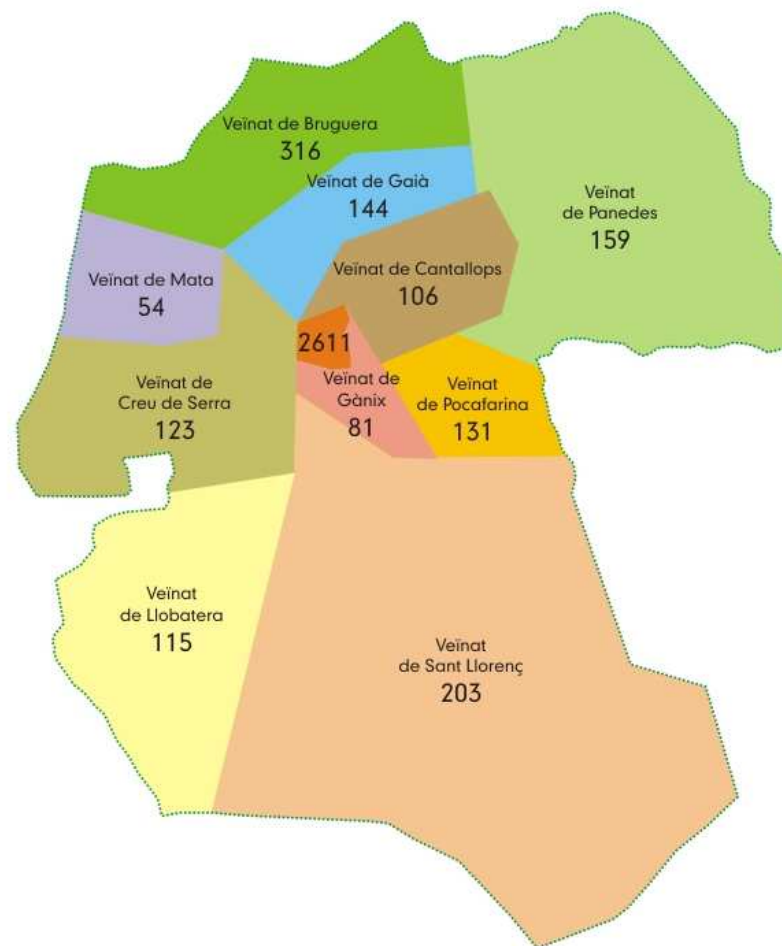 Veïnat de Bruguera
316
Veïnat de Gaià
144
Veïnat
de Panedes
159
Veïnat de Mata
54
Veïnat de Cantallops
106
2611
Veïnat de
Creu de Serra
123
Veïnat de
Gànix
81
Veïnat
de Pocafarina
131
Veïnat
de Llobatera
115
Veïnat
de Sant Llorenç
203